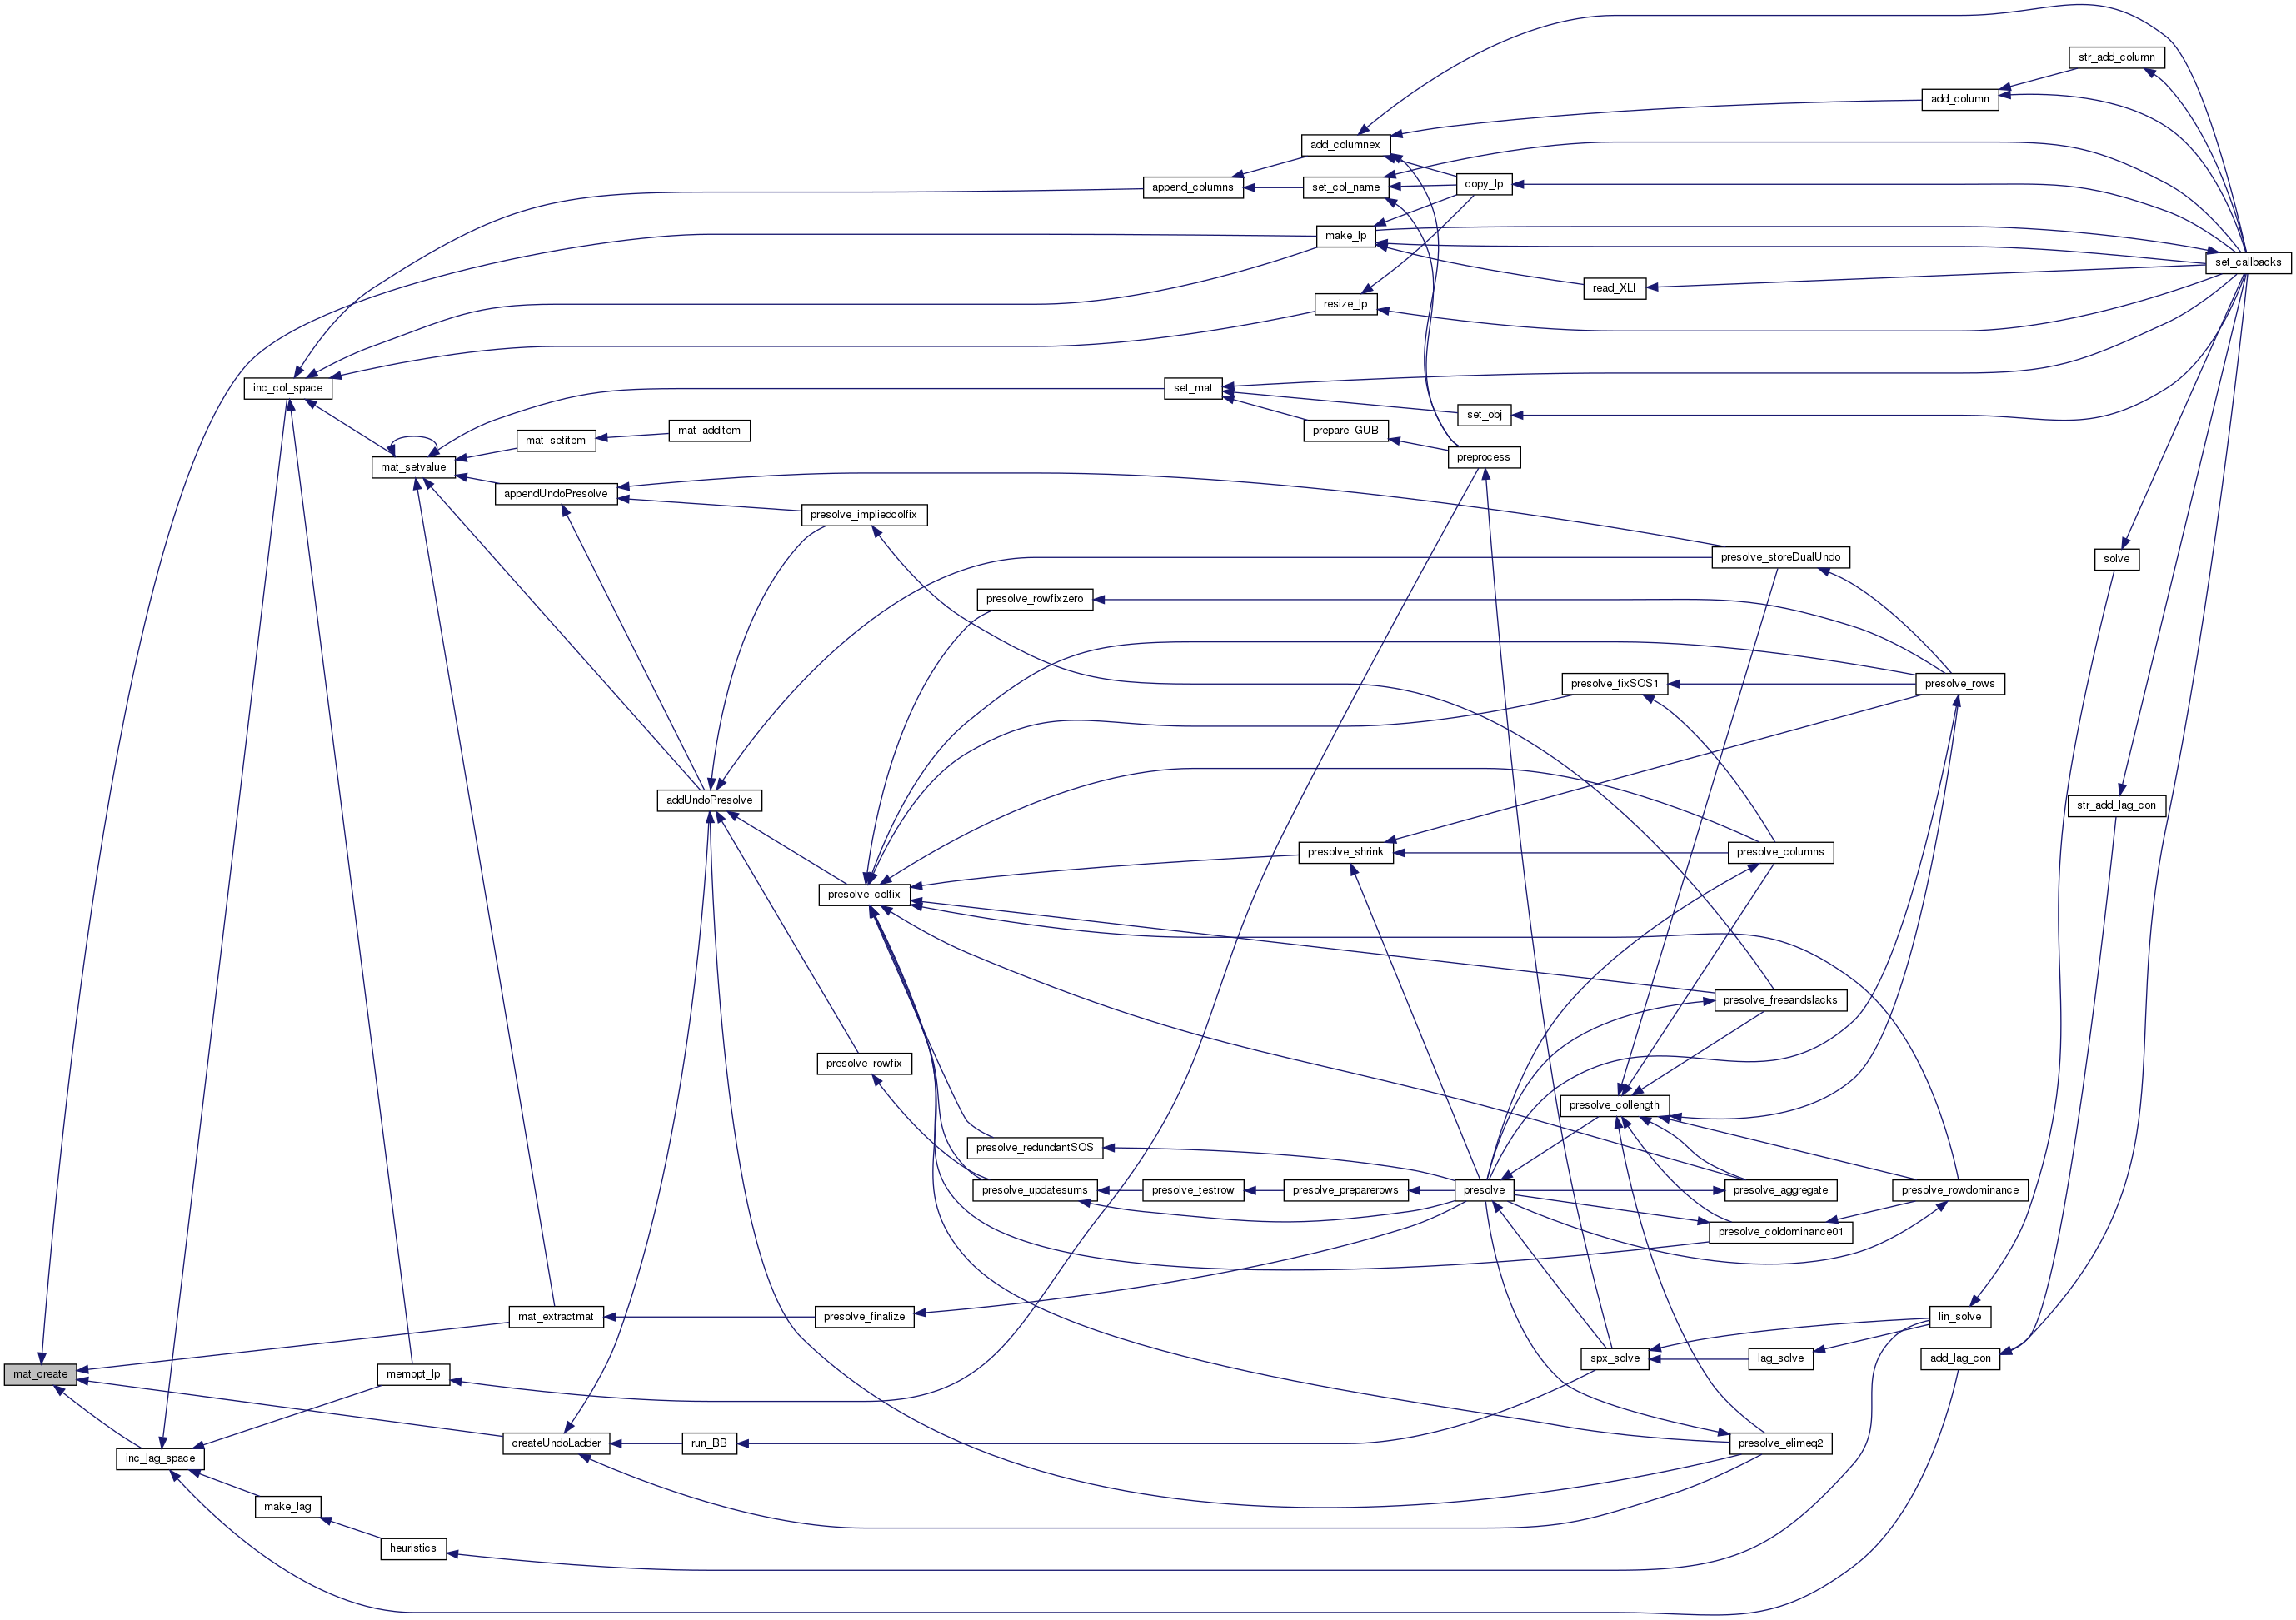 str_add_column
add_column
add_columnex
append_columns
set_col_name
copy_lp
make_lp
set_callbacks
read_XLI
resize_lp
inc_col_space
set_mat
set_obj
mat_additem
prepare_GUB
mat_setitem
preprocess
mat_setvalue
appendUndoPresolve
presolve_impliedcolfix
presolve_storeDualUndo
solve
presolve_rowfixzero
presolve_fixSOS1
presolve_rows
addUndoPresolve
str_add_lag_con
presolve_shrink
presolve_columns
presolve_colfix
presolve_freeandslacks
presolve_rowfix
presolve_collength
presolve_redundantSOS
presolve_updatesums
presolve_testrow
presolve_preparerows
presolve
presolve_aggregate
presolve_rowdominance
presolve_coldominance01
mat_extractmat
presolve_finalize
lin_solve
spx_solve
lag_solve
add_lag_con
mat_create
memopt_lp
createUndoLadder
run_BB
presolve_elimeq2
inc_lag_space
make_lag
heuristics